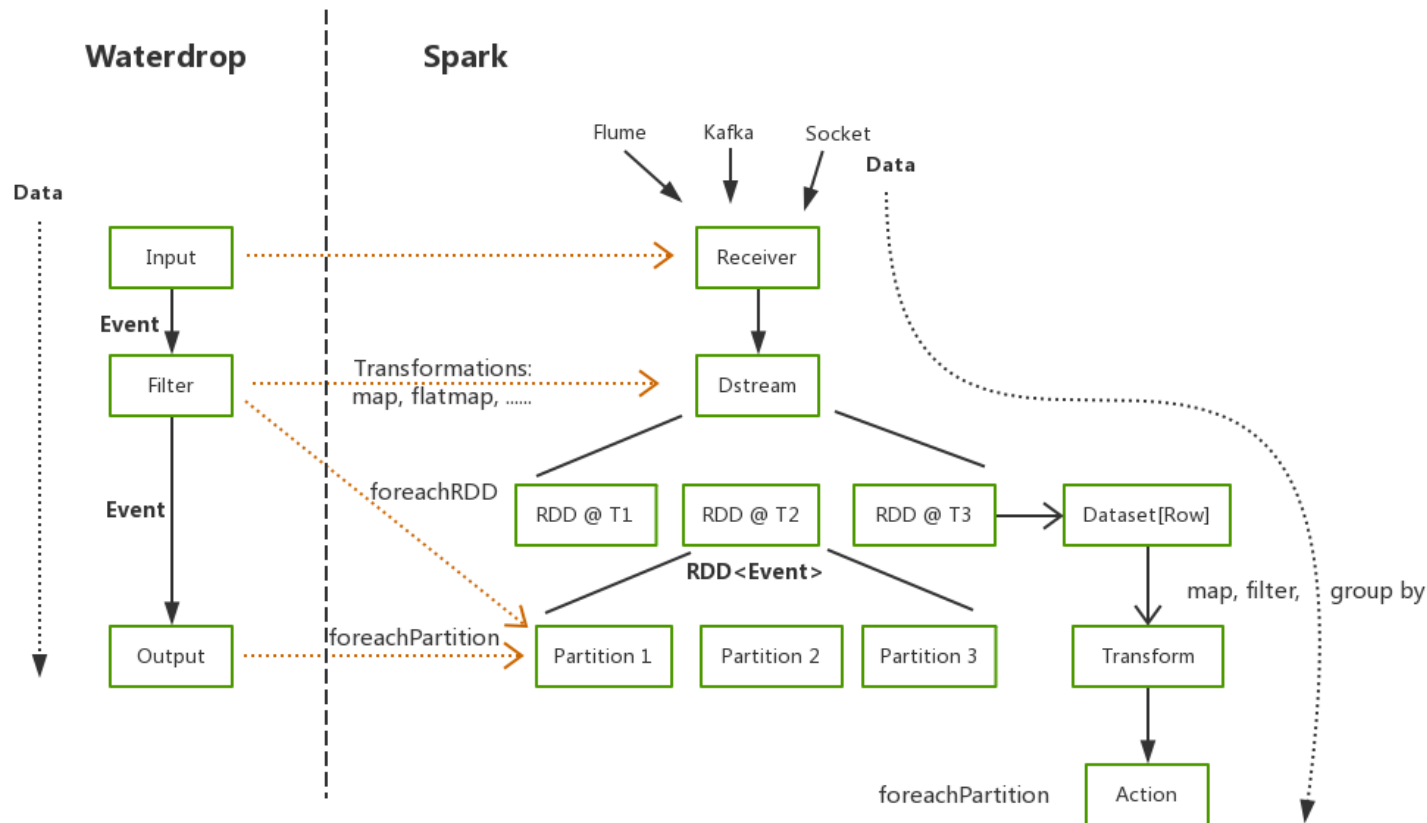 Waterdrop
Spark
Flume
Kafka
Socket
Data
Data
Input
Receiver
Event
Transformations:
map, flatmap, ......
Filter
Dstream
foreachRDD
Event
RDD @ T1
RDD @ T2
RDD @ T3
Dataset[Row]
RDD<Event>
map, filter,
group by
foreachPartition
Output
Partition 1
Partition 2
Partition 3
Transform
foreachPartition
Action